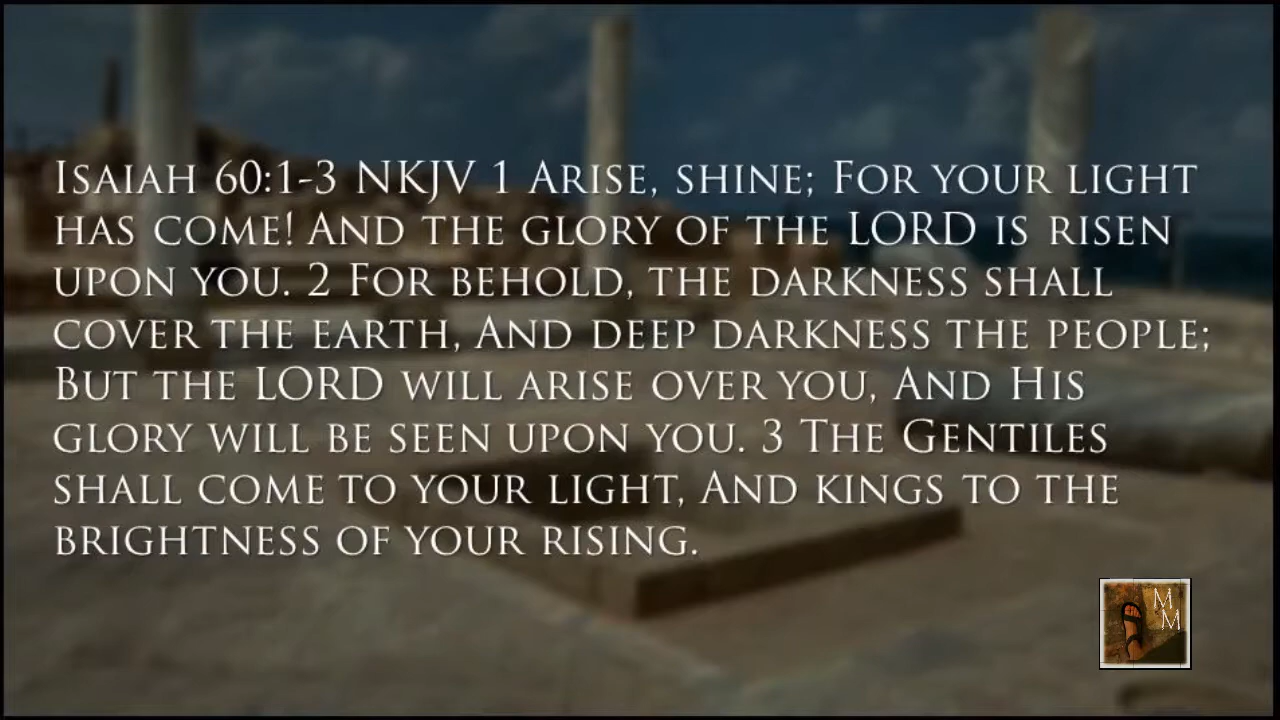 Isaiah 60:1-3 NKJV 1 Arise, shine; For your light
has come! And the glory of the LORD is risen
upon you. 2 For behold, the darkness shall
cover the earth, And deep darkness the people;
But the LORD will arise over you, And His
glory will be seen upon you. 3 The Gentiles
shall come to your light, And kings to the
brightness of your rising.
M
M